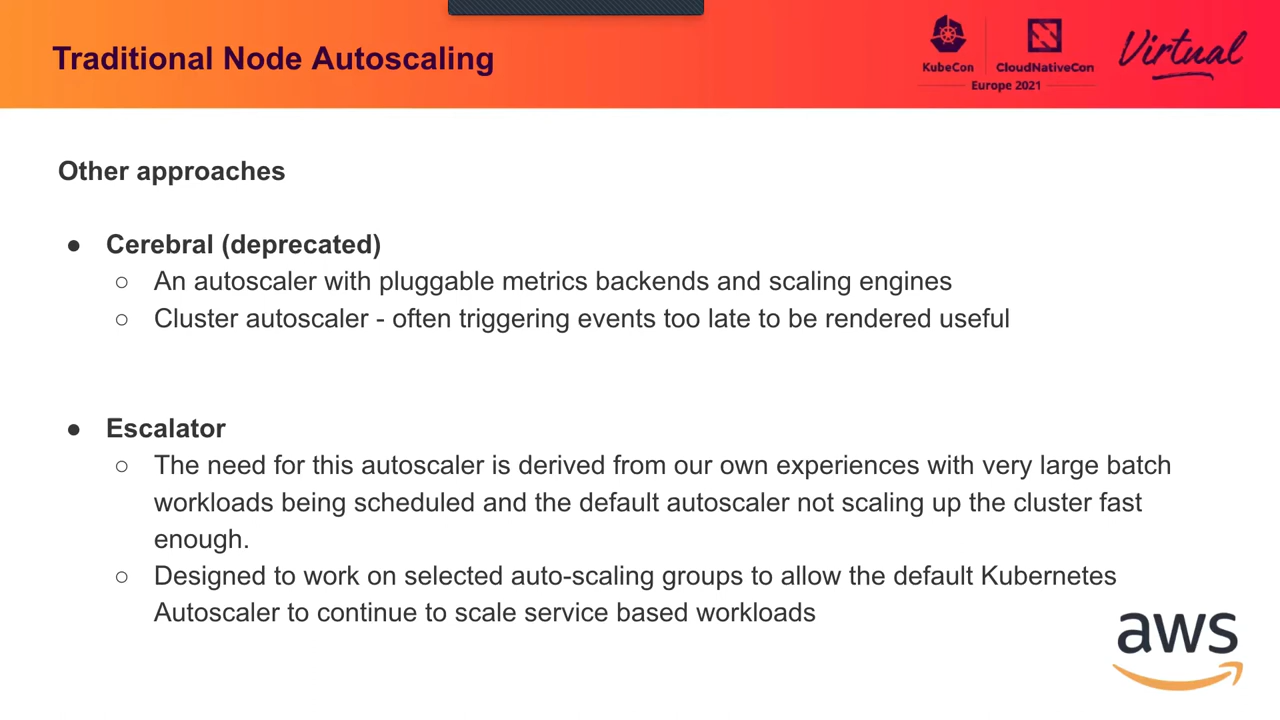 Traditional Node Autoscaling
KubeCon
CloudNativeCon
Europe 2021
Virtual
Other approaches
● Cerebral (deprecated)
○ An autoscaler with pluggable metrics backends and scaling engines
○ Cluster autoscaler - often triggering events too late to be rendered useful
● Escalator
○ The need for this autoscaler is derived from our own experiences with very large batch
workloads being scheduled and the default autoscaler not scaling up the cluster fast
enough.
○ Designed to work on selected auto-scaling groups to allow the default Kubernetes
Autoscaler to continue to scale service based workloads
aws